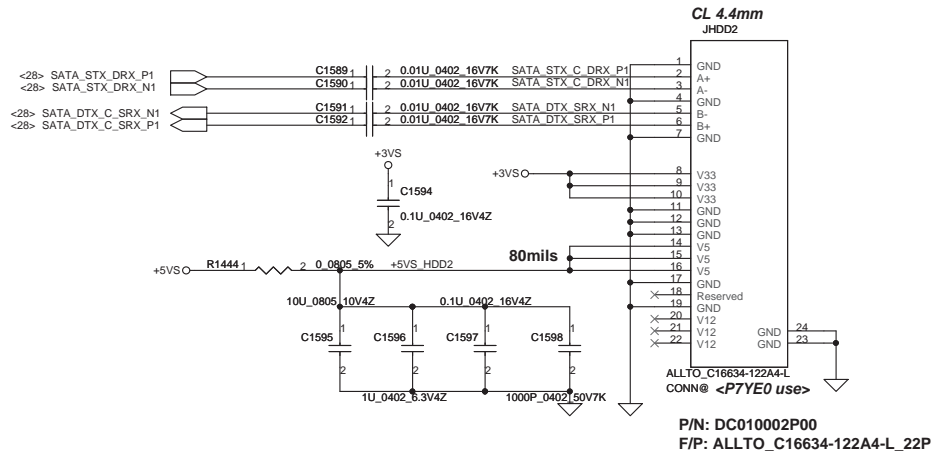 CL 4.4mm
JHDD2
<28> SATA_STX_DRX_P1 C1589 1 2 0.01U_0402_16V7K SATA_STX_C_DRX_P1
<28> SATA_STX_DRX_N1 C1590 1 2 0.01U_0402_16V7K SATA_STX_C_DRX_N1
<28> SATA_DTX_C_SRX_N1 C1591 1 2 0.01U_0402_16V7K SATA_DTX_SRX_N1
<28> SATA_DTX_C_SRX_P1 C1592 1 2 0.01U_0402_16V7K SATA_DTX_SRX_P1
1 GND
2 A+
3 A-
4 GND
5 B-
6 B+
7 GND
+3VS
1
C1594
0.1U_0402_16V4Z
2
+3VS
8 V33
9 V33
10 V33
11 GND
12 GND
13 GND
14 V5
15 V5
16 V5
17 GND
18 Reserved
19 GND
20 V12
21 V12
22 V12
GND 24
GND 23
80mils
+5VS R1444 1 2 0_0805_5% +5VS_HDD2
10U_0805_10V4Z 0.1U_0402_16V4Z
1 1 1 1
C1595 C1596 C1597 C1598
2 2 2 2
1U_0402_6.3V4Z 1000P_0402_50V7K
ALLTO_C16634-122A4-L
CONN@ <P7YE0 use>
P/N: DC010002P00
F/P: ALLTO_C16634-122A4-L_22P